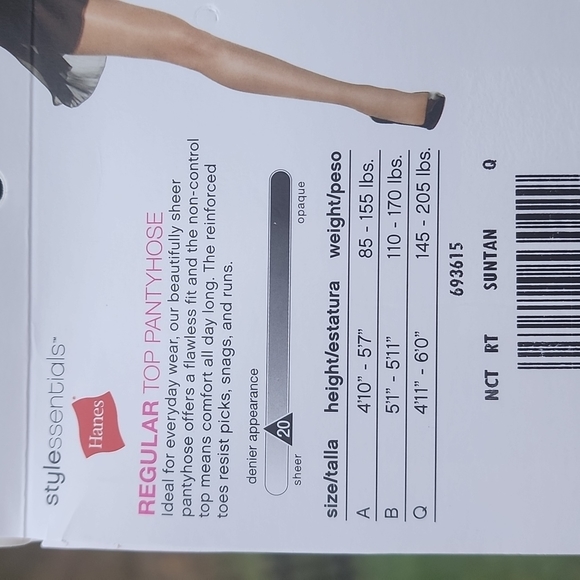 stylessentials™
Hanes
REGULAR TOP PANTYHOSE
Ideal for everyday wear, our beautifully sheer
pantyhose offers a flawless fit and the non-control
top means comfort all day long. The reinforced
toes resist picks, snags, and runs.
denier appearance
20
sheer opaque
size/talla height/estatura weight/peso
A 4'10" - 5'7" 85 - 155 lbs.
B 5'1" - 5'11" 110 - 170 lbs.
Q 4'11" - 6'0" 145 - 205 lbs.
693615
NCT RT SUNTAN Q